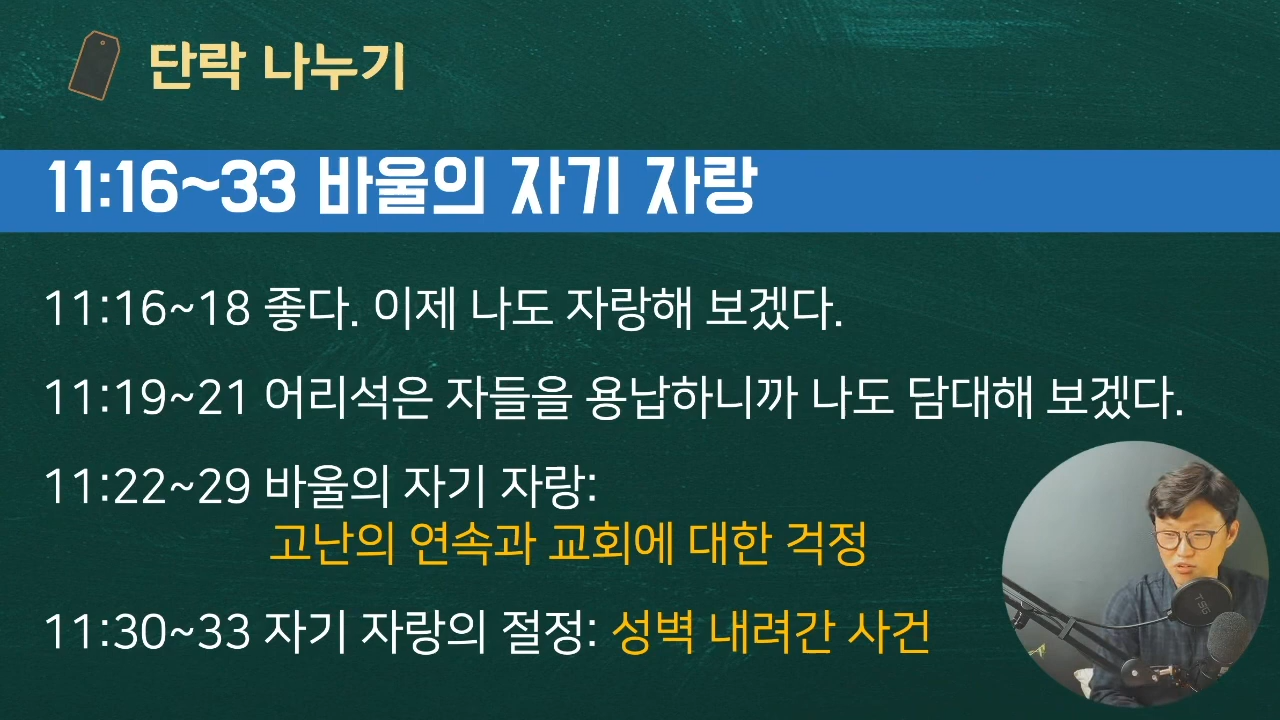 단락 나누기
11:16~33 바울의 자기 자랑
11:16~18 좋다. 이제 나도 자랑해 보겠다.
11:19~21 어리석은 자들을 용납하니까 나도 담대해 보겠다.
11:22~29 바울의 자기 자랑:
고난의 연속과 교회에 대한 걱정
11:30~33 자기 자랑의 절정: 성벽 내려간 사건
TSG